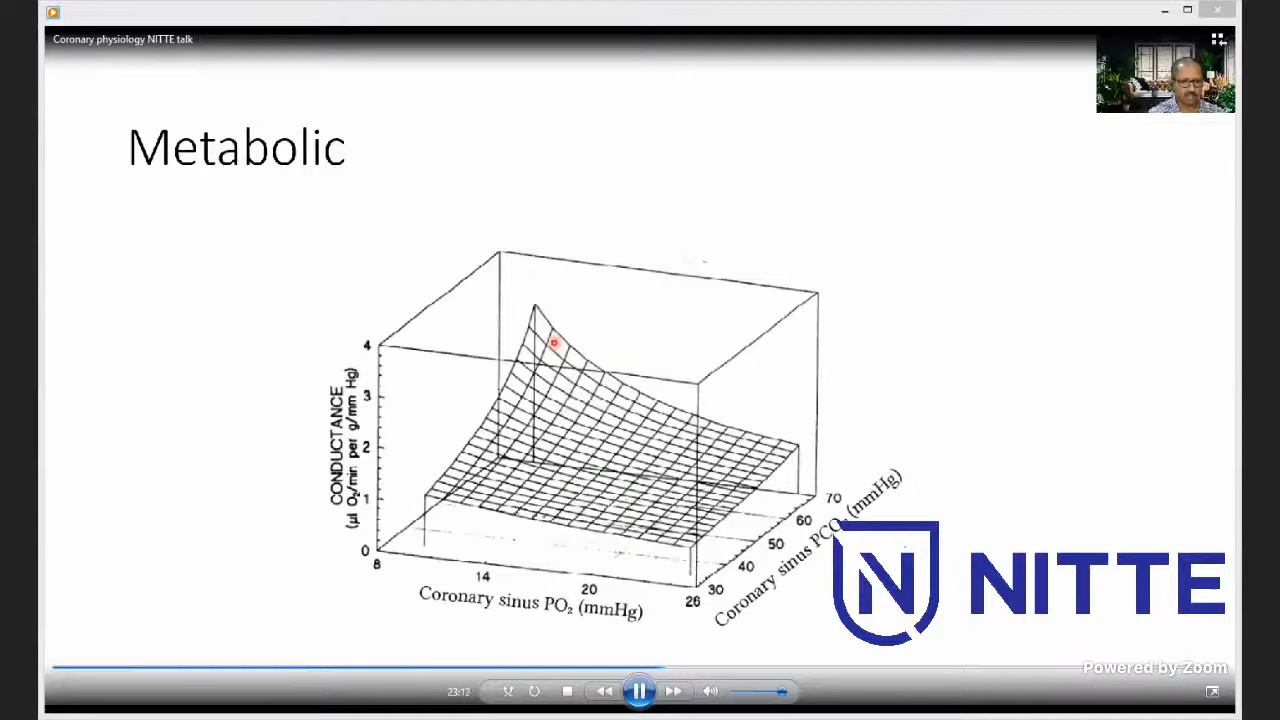 Coronary physiology NITTE talk
Metabolic
4
3
2
1
0
CONDUCTANCE
(µl O₂/min per g/mm Hg)
8
14
20
26
Coronary sinus PO₂ (mmHg)
30
40
50
60
70
Coronary sinus PCO₂ (mmHg)
N NITTE
Powered by Zoom
23:12